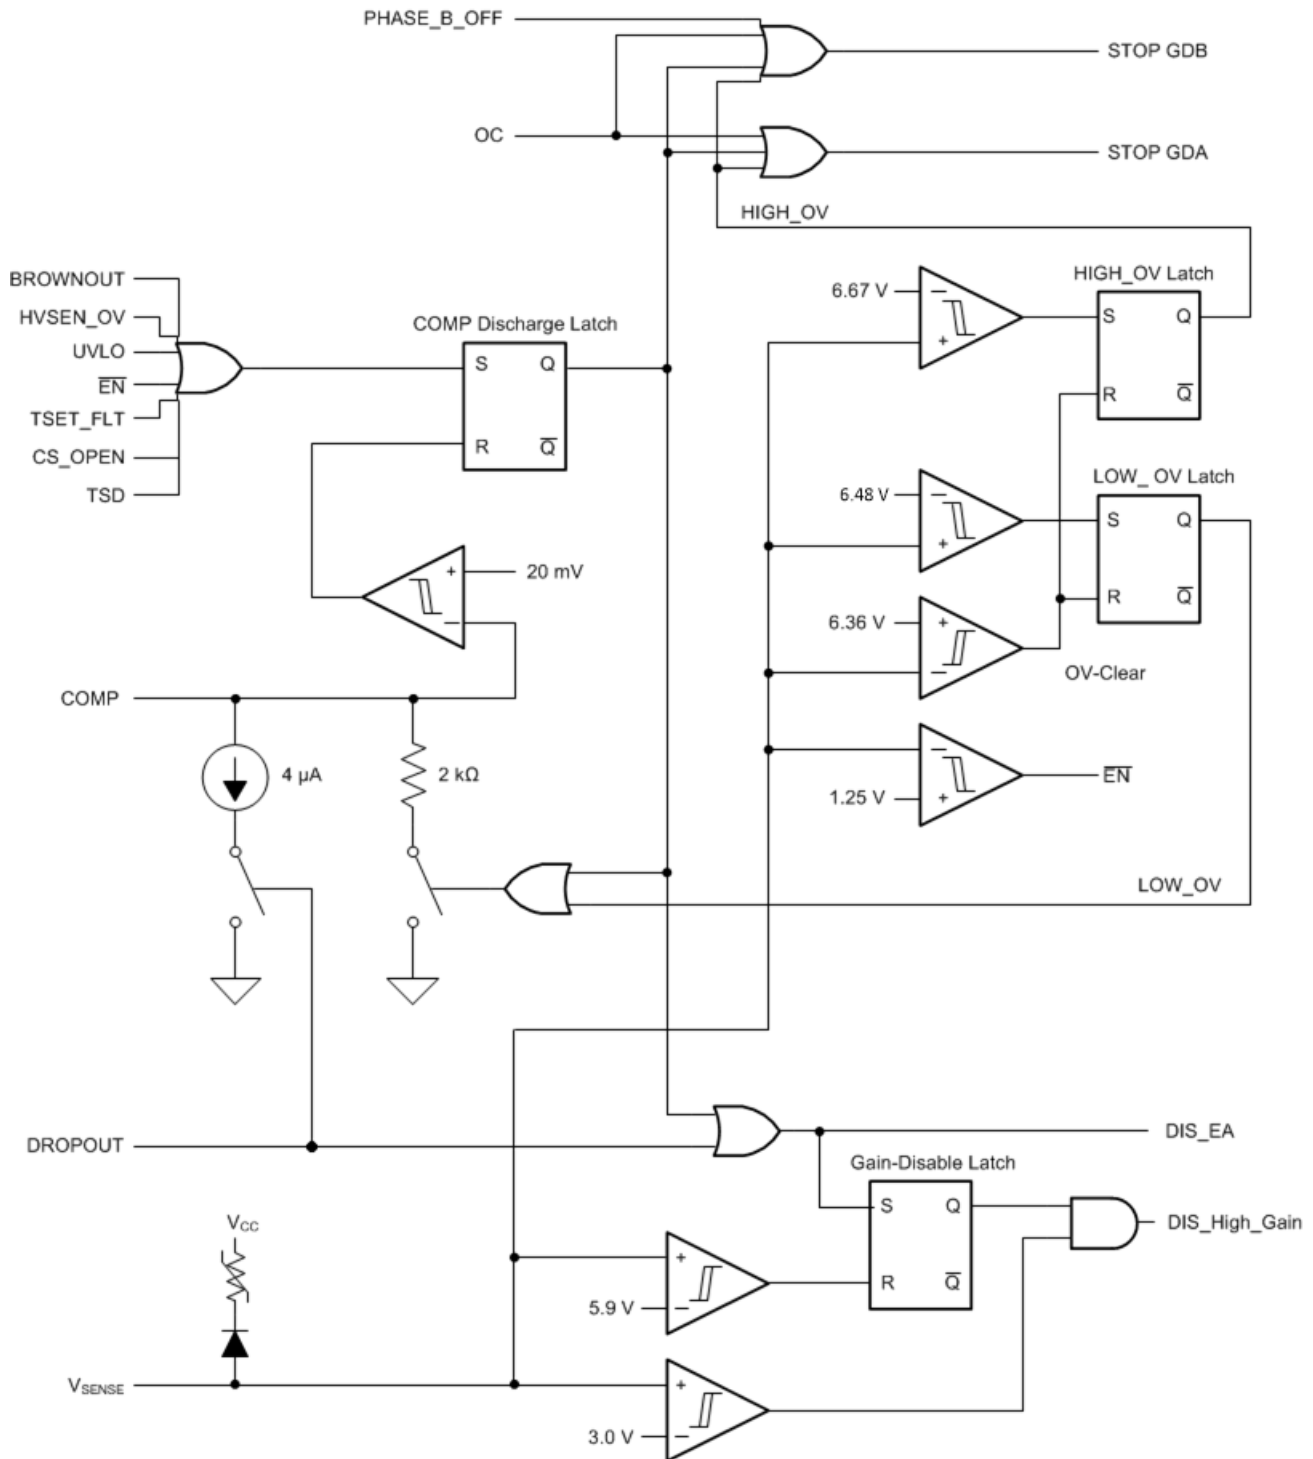 PHASE_B_OFF
STOP GDB
OC
STOP GDA
HIGH_OV
BROWNOUT
HVSEN_OV
UVLO
E̅N̅
TSET_FLT
CS_OPEN
TSD
COMP Discharge Latch
S Q
R Q̅
6.67 V
−
+
HIGH_OV Latch
S Q
R Q̅
6.48 V
−
+
LOW_ OV Latch
S Q
R Q̅
+
20 mV
−
6.36 V
+
−
OV-Clear
COMP
4 µA
2 kΩ
−
E̅N̅
1.25 V
+
LOW_OV
DROPOUT
DIS_EA
Gain-Disable Latch
S Q
R Q̅
DIS_High_Gain
VCC
+
5.9 V
−
VSENSE
+
3.0 V
−